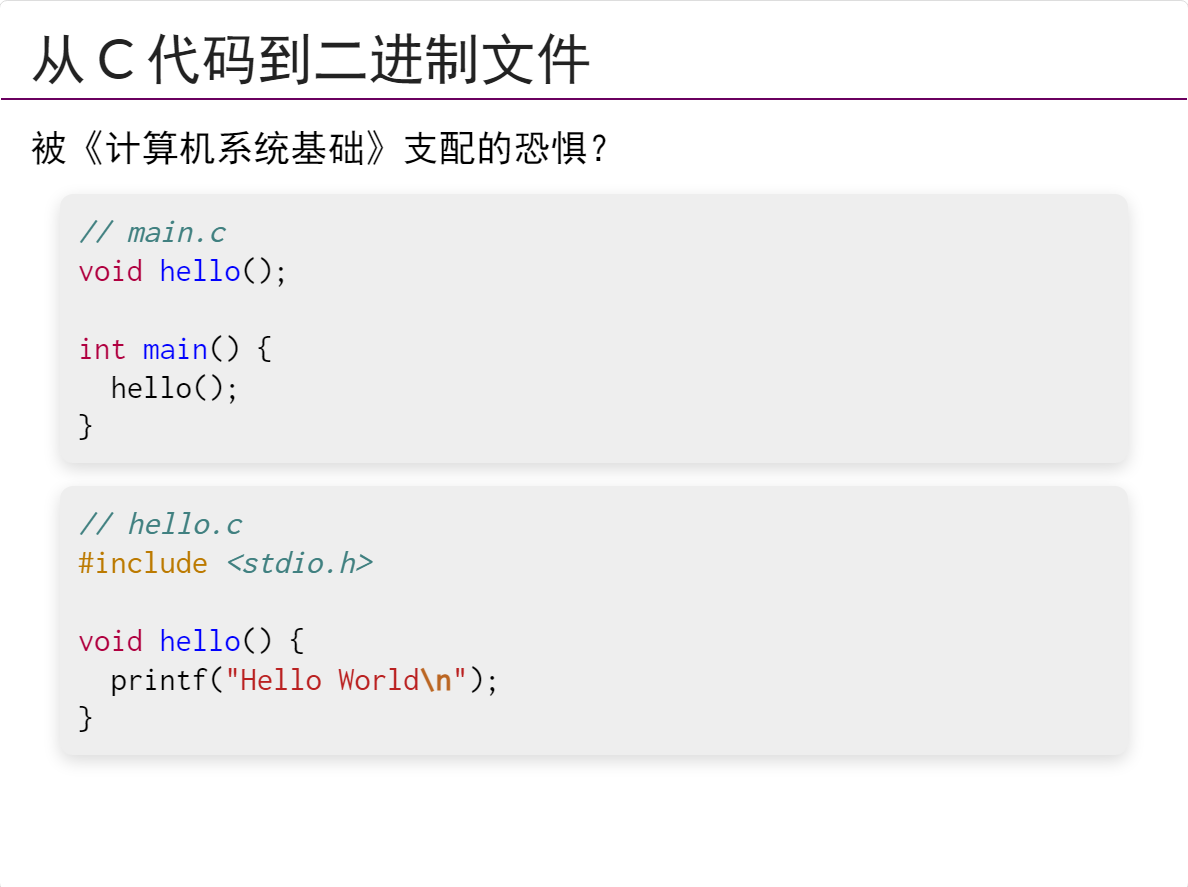 从 C 代码到二进制文件
被《计算机系统基础》支配的恐惧？
// main.c
void hello();
int main() {
  hello();
}
// hello.c
#include <stdio.h>
void hello() {
  printf("Hello World\n");
}